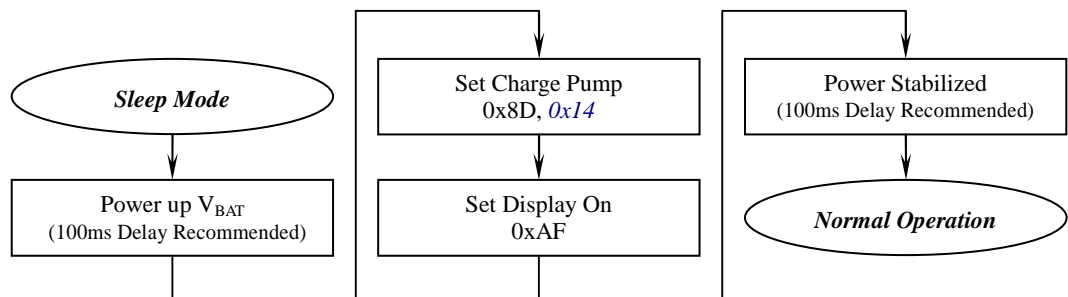 Sleep Mode
Power up VBAT
(100ms Delay Recommended)
Set Charge Pump
0x8D, 0x14
Set Display On
0xAF
Power Stabilized
(100ms Delay Recommended)
Normal Operation